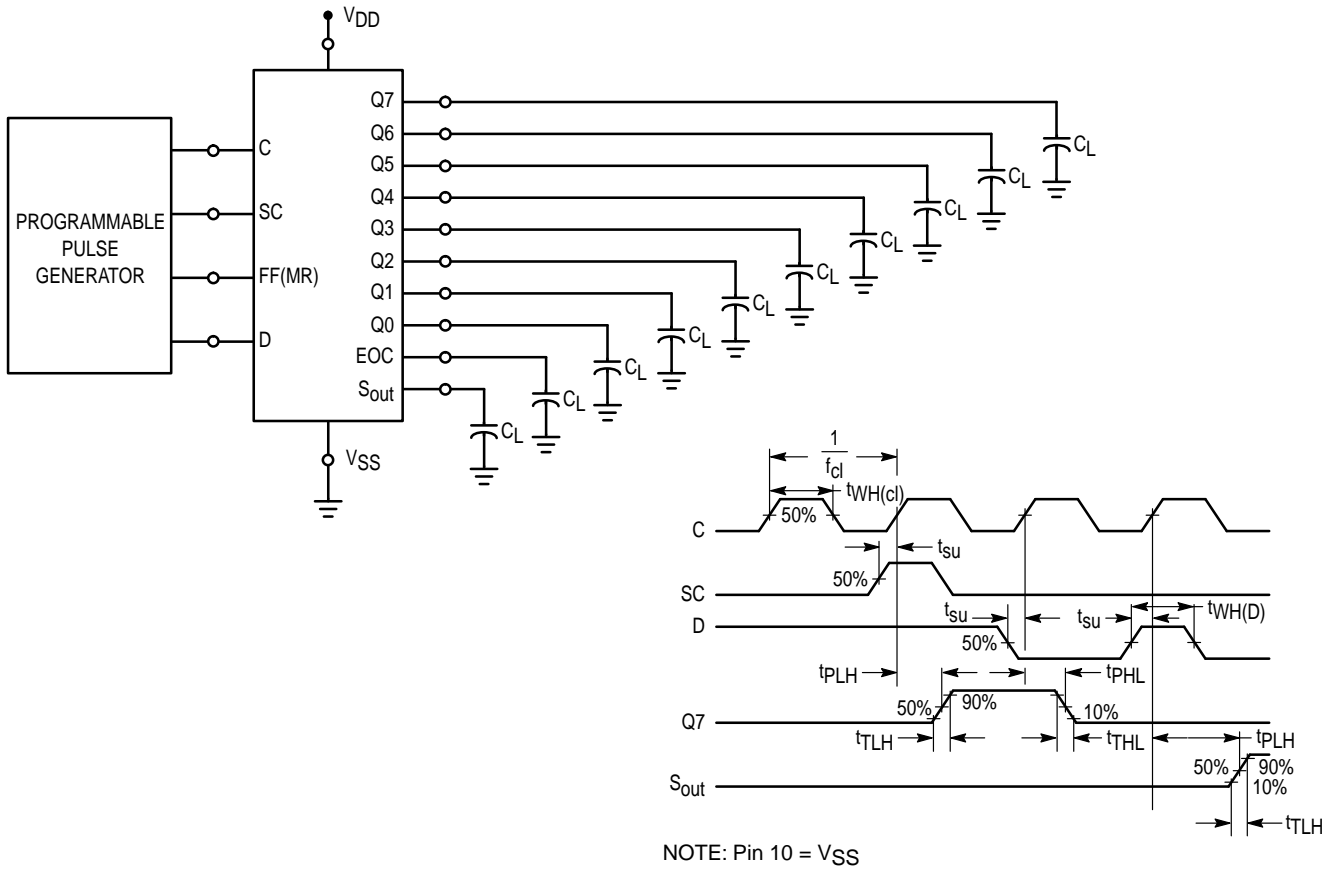 VDD
PROGRAMMABLE
PULSE
GENERATOR
C
SC
FF(MR)
D
Q7
Q6
Q5
Q4
Q3
Q2
Q1
Q0
EOC
Sout
CL
CL
CL
CL
CL
CL
CL
CL
CL
CL
VSS
1
fcl
tWH(cl)
50%
C
tsu
50%
SC
D
tsu
tsu
tWH(D)
50%
tPLH
tPHL
50%
90%
10%
Q7
tTLH
tTHL
tPLH
50%
90%
10%
Sout
tTLH
NOTE: Pin 10 = VSS